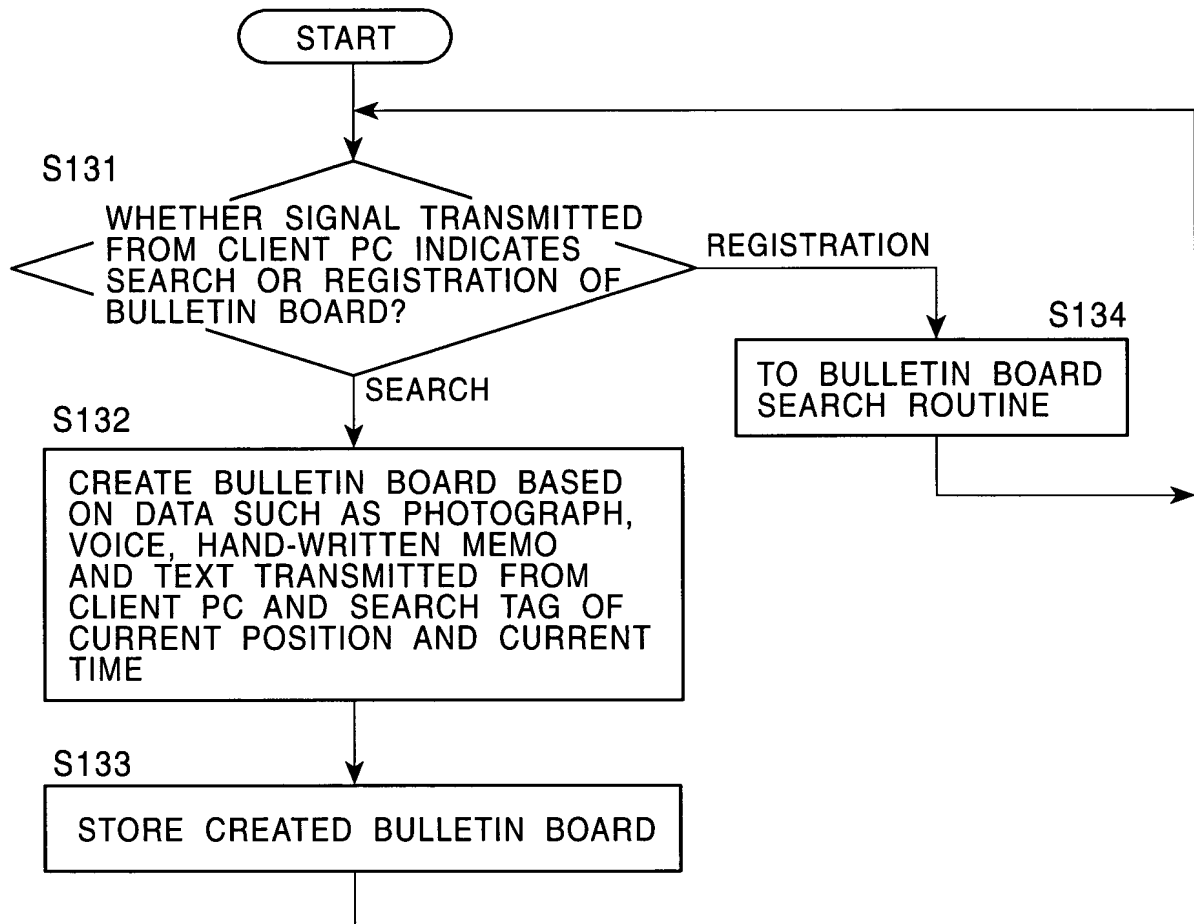 START
S131
WHETHER SIGNAL TRANSMITTED
FROM CLIENT PC INDICATES
SEARCH OR REGISTRATION OF
BULLETIN BOARD?
REGISTRATION
S134
TO BULLETIN BOARD
SEARCH ROUTINE
SEARCH
S132
CREATE BULLETIN BOARD BASED
ON DATA SUCH AS PHOTOGRAPH,
VOICE, HAND-WRITTEN MEMO
AND TEXT TRANSMITTED FROM
CLIENT PC AND SEARCH TAG OF
CURRENT POSITION AND CURRENT
TIME
S133
STORE CREATED BULLETIN BOARD